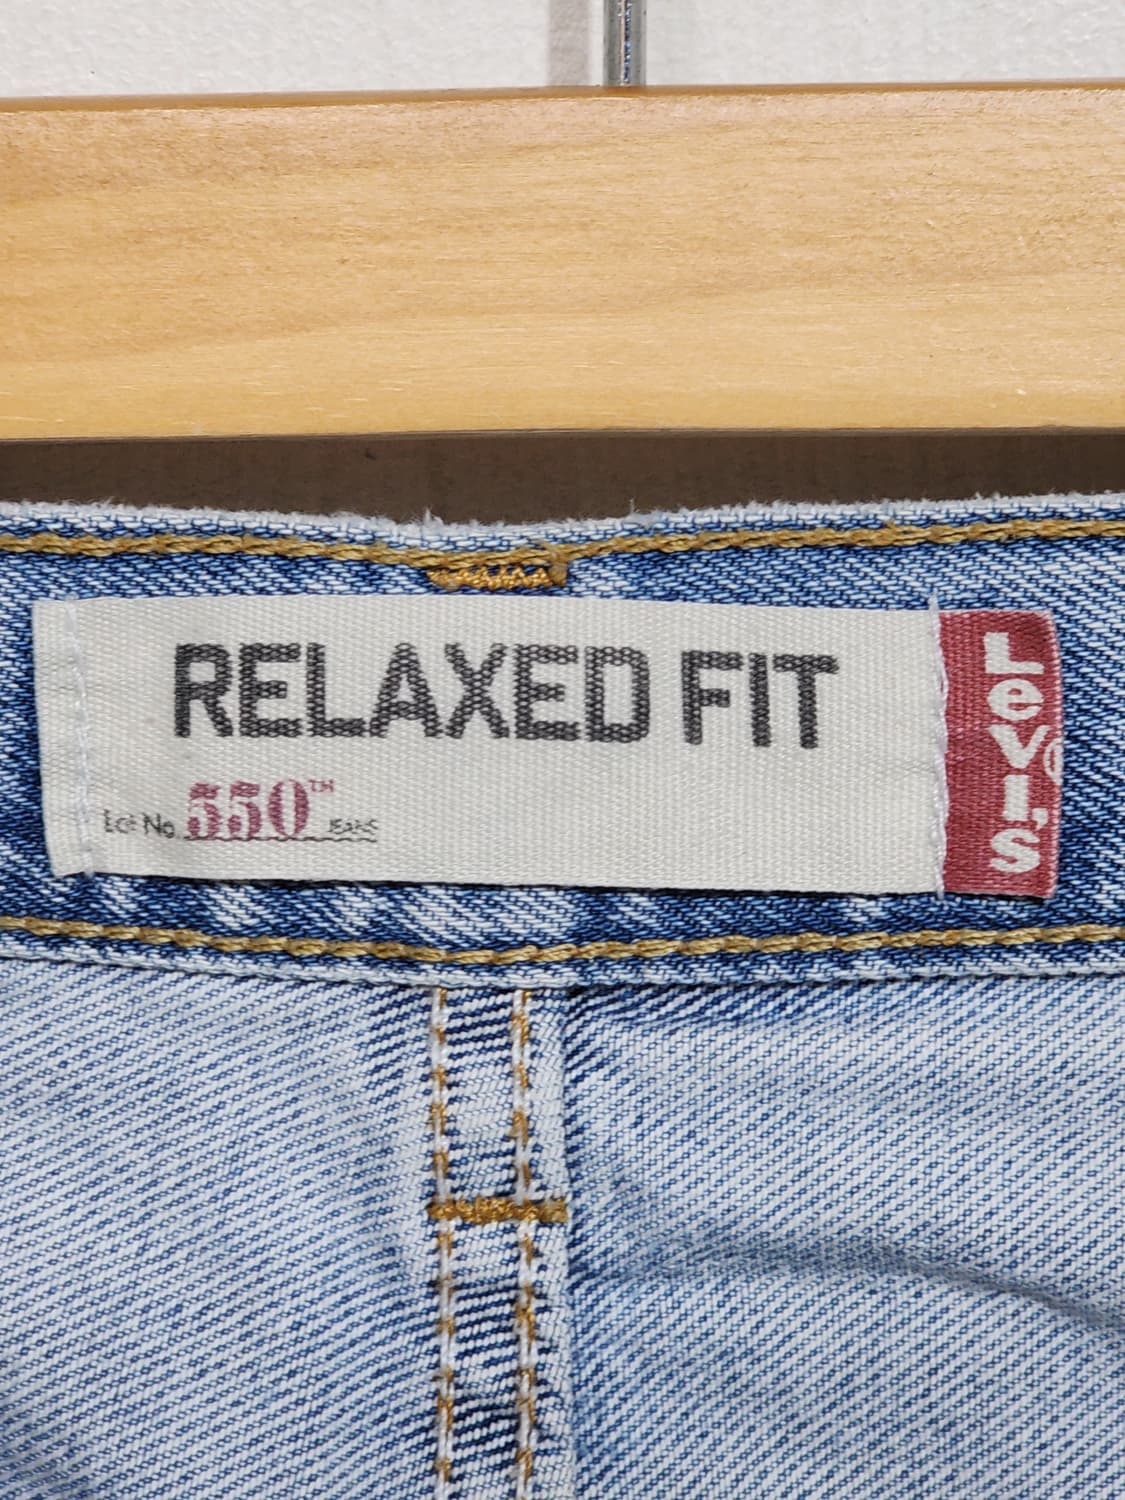 RELAXED FIT
Lot No. 550™ JEANS
Levi's®